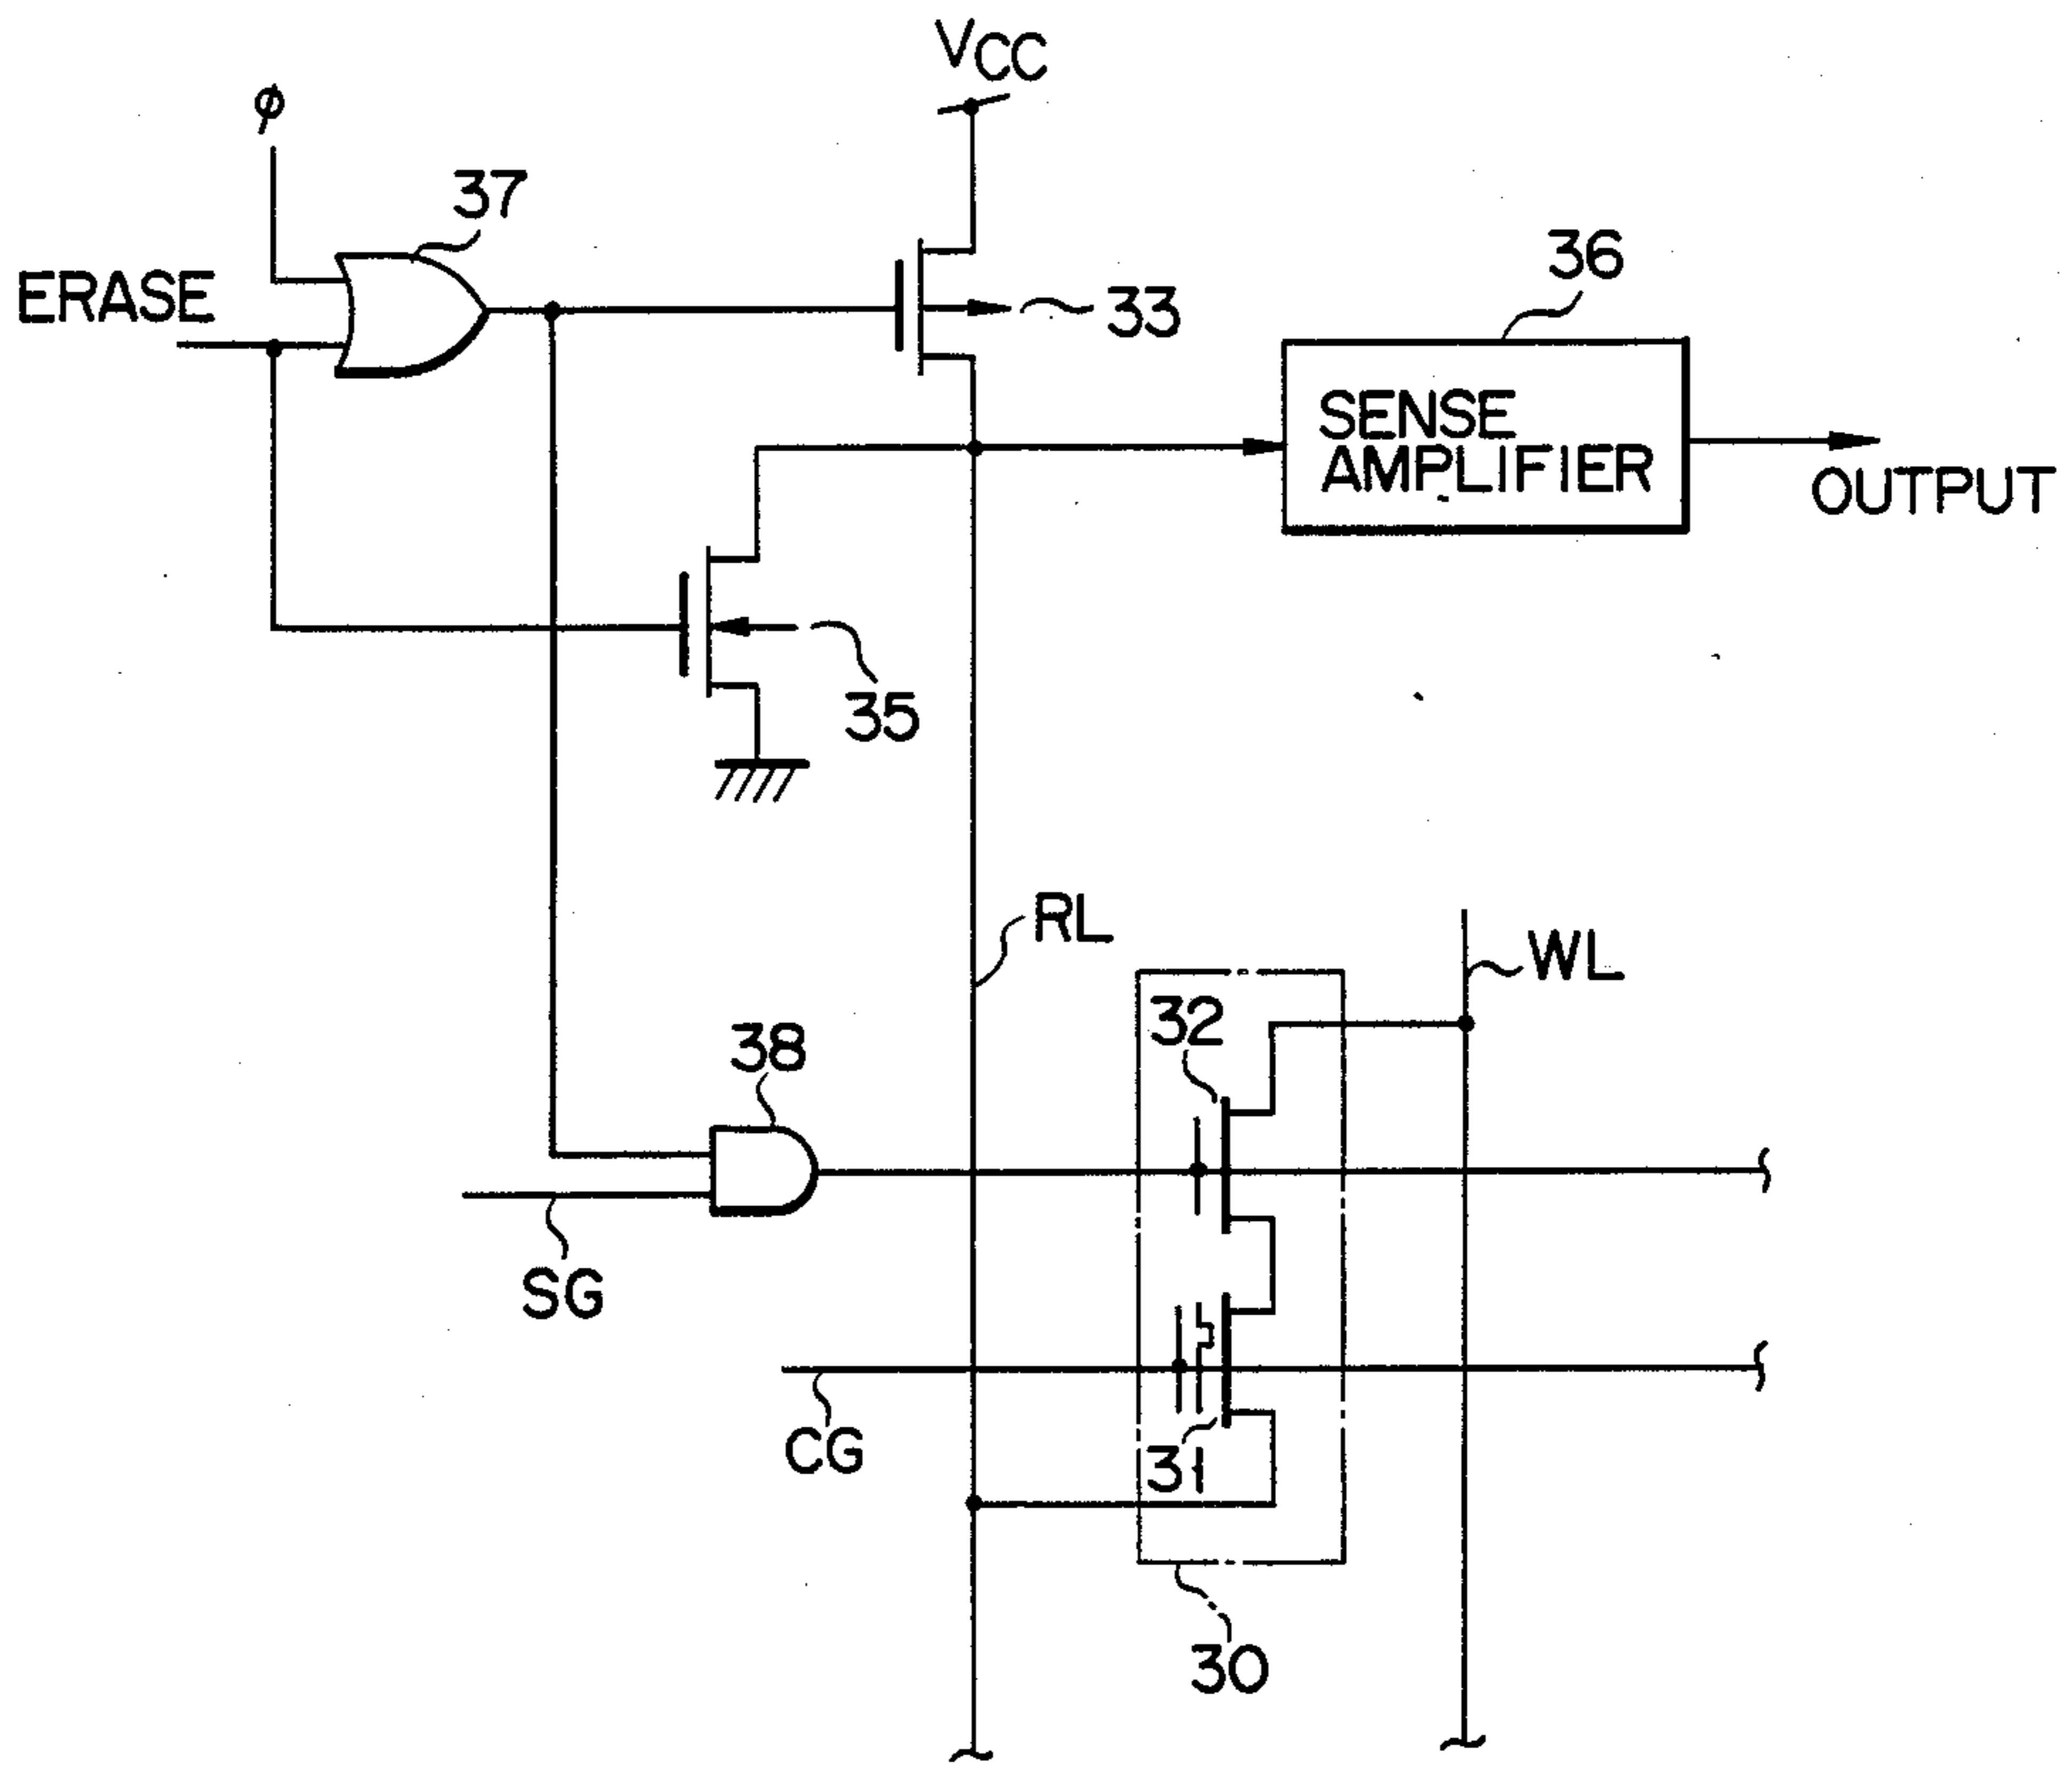 VCC
φ
37
ERASE
33
36
SENSE
AMPLIFIER
OUTPUT
35
RL
WL
32
38
SG
CG
31
30